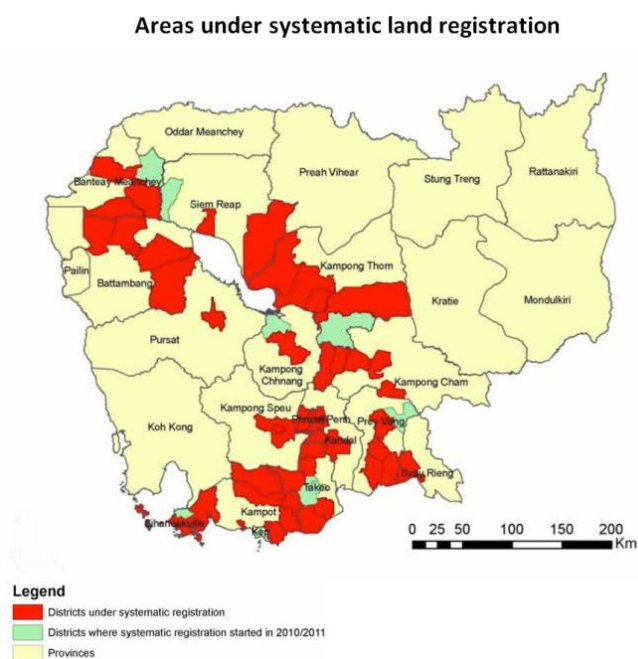 Areas under systematic land registration
Oddar Meanchey
Preah Vihear
Stung Treng
Rattanakiri
Banteay Meanchey
Siem Reap
Kampong Thom
Pailin
Battambang
Kratie
Mondulkiri
Pursat
Kampong
Chhnang
Kampong Cham
Kampong Speu
Phnom Penh
Prey Veng
Koh Kong
Kandal
Svay Rieng
Takeo
Kampot
Sihanoukville
Kep
0 25 50 100 150 200
Km
Legend
Districts under systematic registration
Districts where systematic registration started in 2010/2011
Provinces